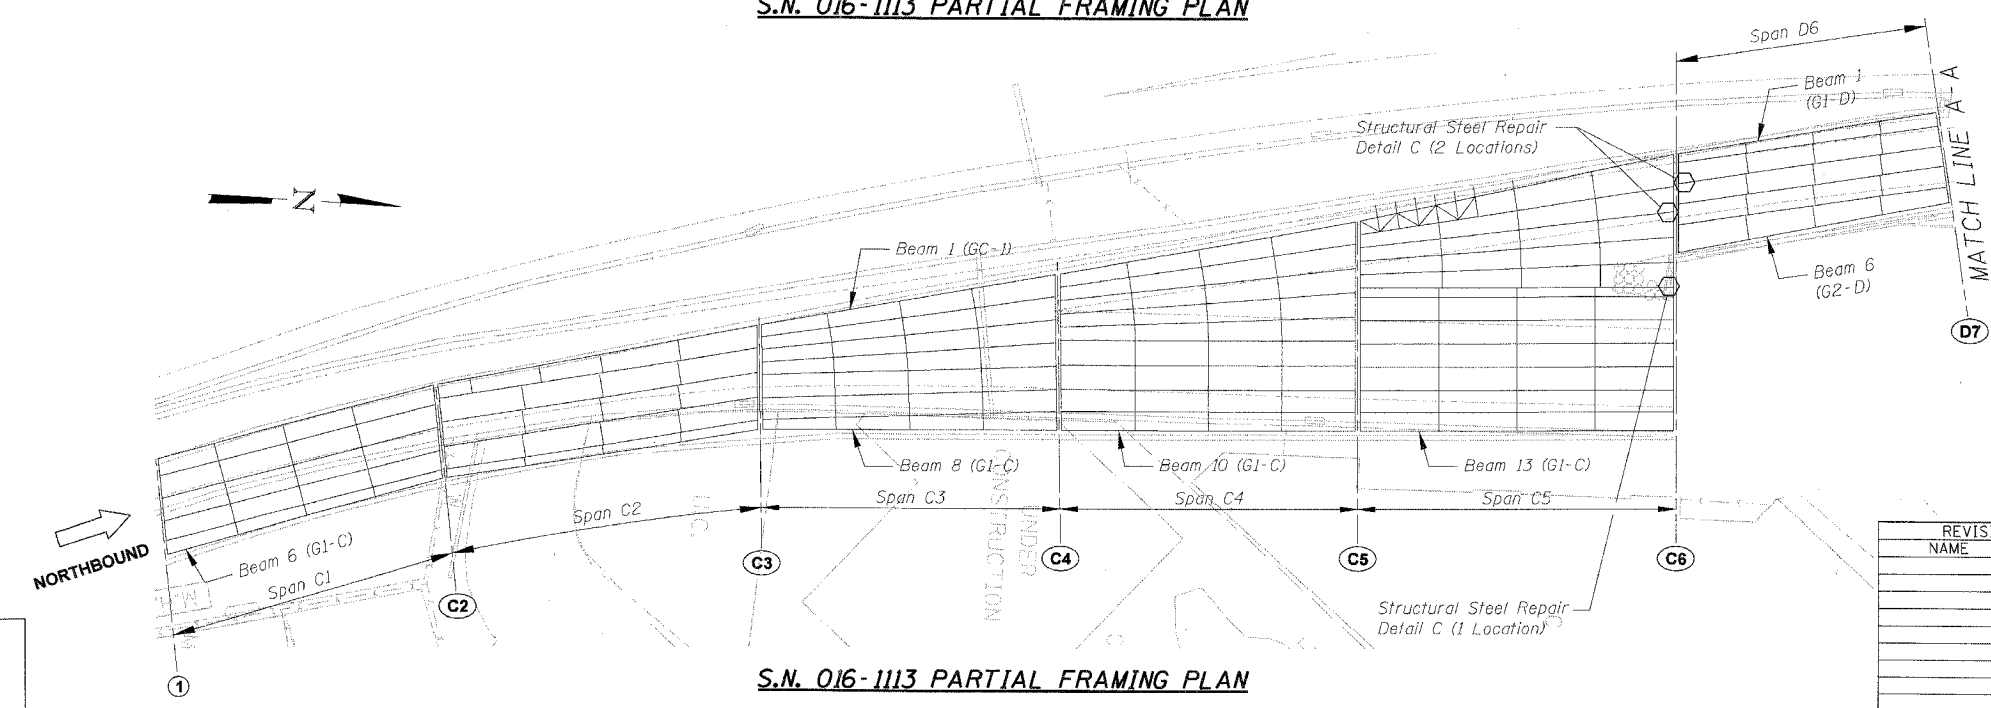 S.N. 016-1113 PARTIAL FRAMING PLAN
Span D6
Beam 1
(G1-D)
MATCH LINE A-A
Structural Steel Repair
Detail C (2 Locations)
N
Beam 1 (GC-1)
Beam 6
(G2-D)
D7
Beam 8 (G1-C)
Beam 10 (G1-C)
Beam 13 (G1-C)
Span C3
Span C4
Span C5
Span C2
NORTHBOUND
Beam 6 (G1-C)
Span C1
UNDER
CONSTRUCTION
C2
C3
C4
C5
C6
1
Structural Steel Repair
Detail C (1 Location)
REVIS
NAME
S.N. 016-1113 PARTIAL FRAMING PLAN